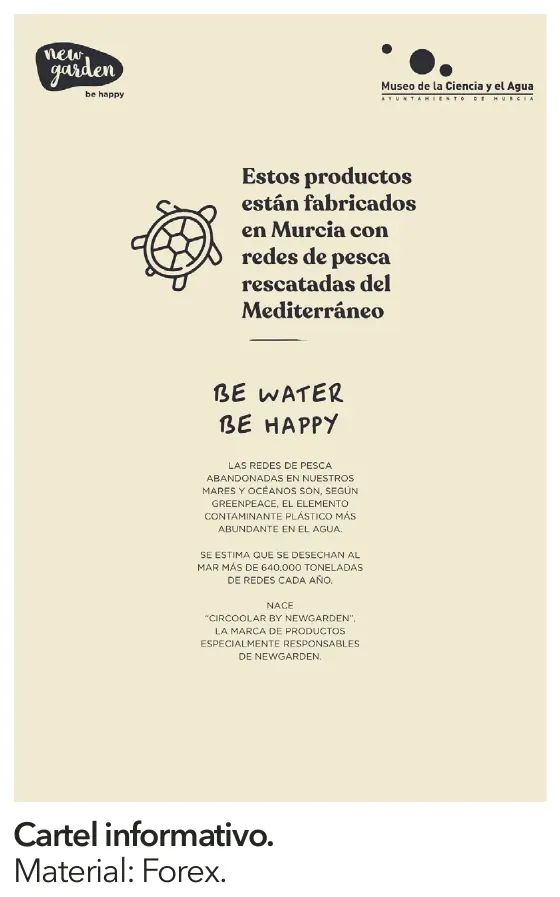 new
garden
be happy
Museo de la Ciencia y el Agua
AYUNTAMIENTO DE MURCIA
Estos productos
están fabricados
en Murcia con
redes de pesca
rescatadas del
Mediterráneo
BE WATER
BE HAPPY
LAS REDES DE PESCA
ABANDONADAS EN NUESTROS
MARES Y OCÉANOS SON, SEGÚN
GREENPEACE, EL ELEMENTO
CONTAMINANTE PLÁSTICO MÁS
ABUNDANTE EN EL AGUA.
SE ESTIMA QUE SE DESECHAN AL
MAR MÁS DE 640.000 TONELADAS
DE REDES CADA AÑO.
NACE
“CIRCOOLAR BY NEWGARDEN”,
LA MARCA DE PRODUCTOS
ESPECIALMENTE RESPONSABLES
DE NEWGARDEN.
Cartel informativo.
Material: Forex.